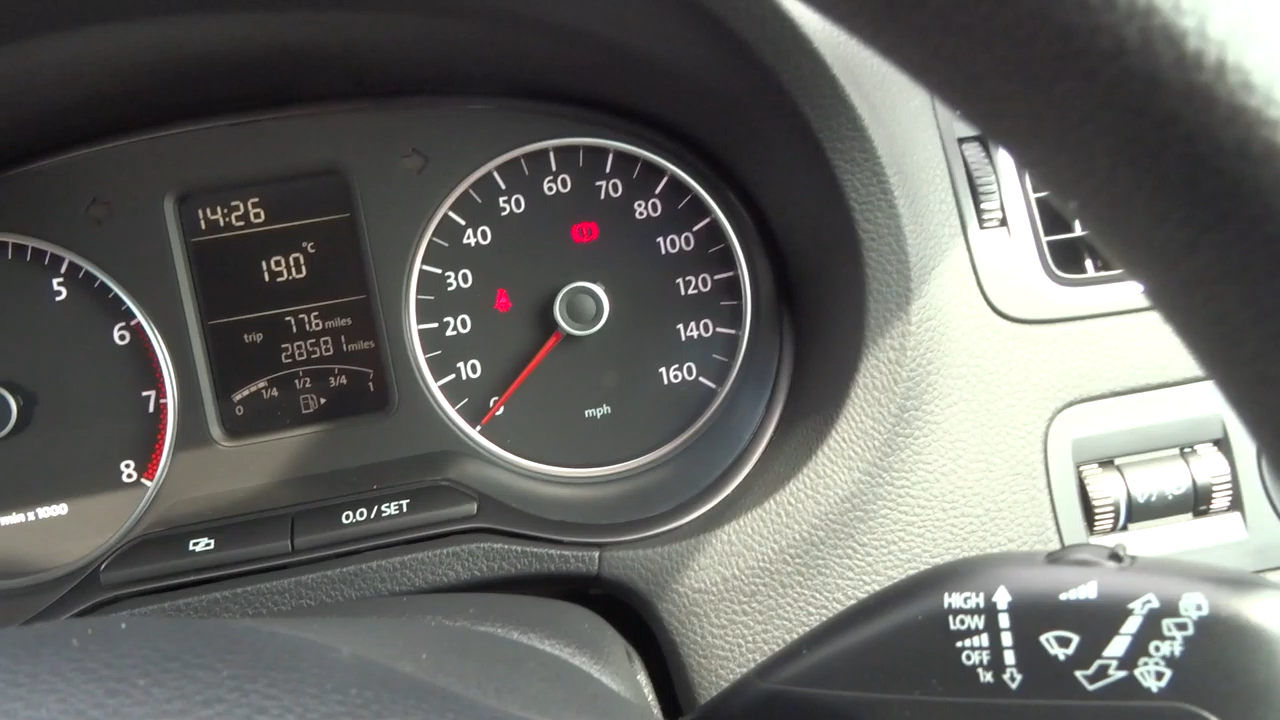 14:26
19.0°C
trip 77.6 miles
28581 miles
0 1/4 1/2 3/4 1
5
6
7
8
min x 1000
0 10 20 30 40 50 60 70 80 100 120 140 160
mph
0.0 / SET
HIGH
LOW
OFF
1x
OFF